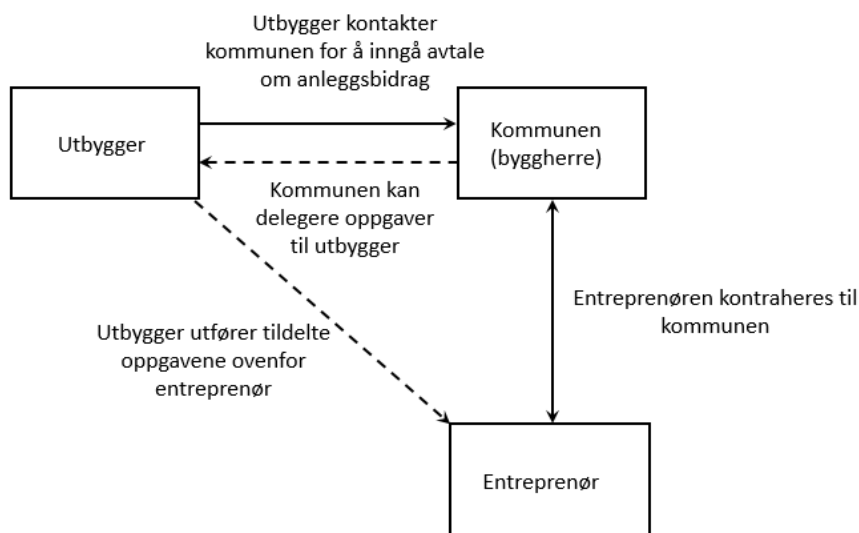 Utbygger kontakter
kommunen for å inngå avtale
om anleggsbidrag
Utbygger
Kommunen
(byggherre)
Kommunen kan
delegere oppgaver
til utbygger
Entreprenøren kontraheres til
kommunen
Utbygger utfører tildelte
oppgavene ovenfor
entreprenør
Entreprenør